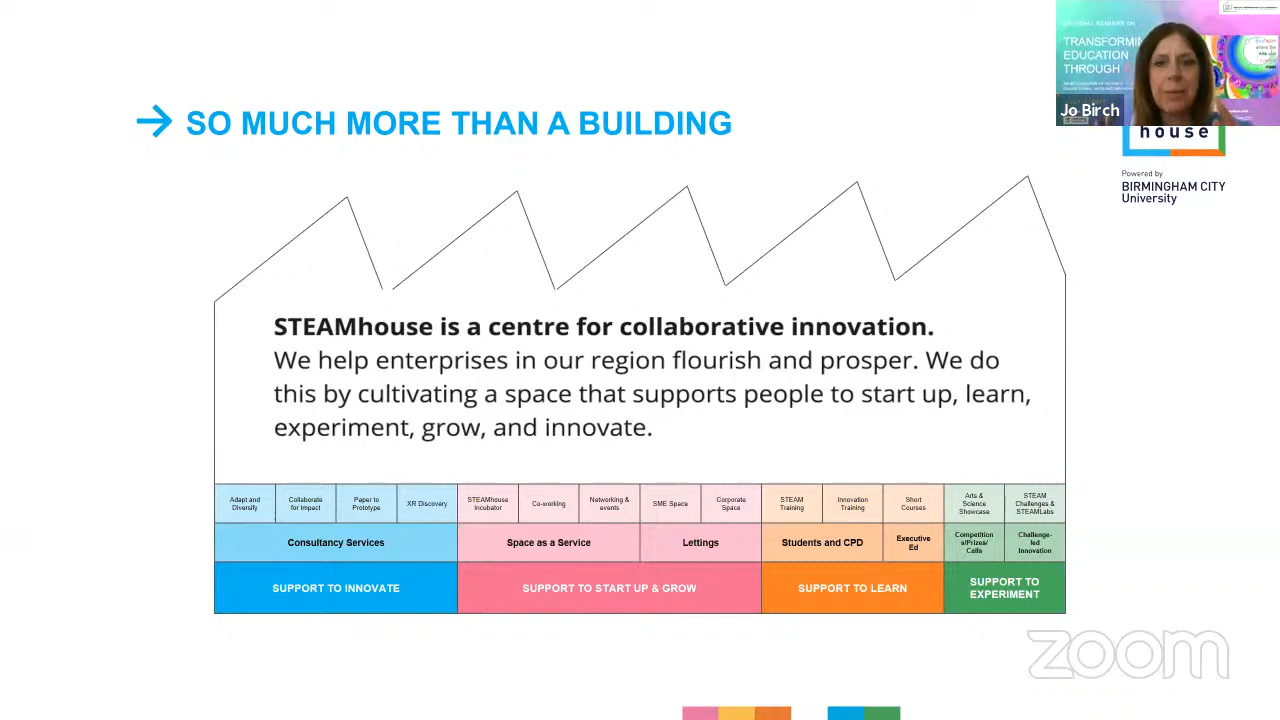 SEMINAR ON
TRANSFORMIN
EDUCATION
THROUGH
Jo Birch
→ SO MUCH MORE THAN A BUILDING
house
Powered by
BIRMINGHAM CITY
University
STEAMhouse is a centre for collaborative innovation.
We help enterprises in our region flourish and prosper. We do
this by cultivating a space that supports people to start up, learn,
experiment, grow, and innovate.
Adapt and
Diversify
Collaborate
for Impact
Paper to
Prototype
XR Discovery
STEAMhouse
Incubator
Co-working
Networking &
events
SME Space
Corporate
Space
STEAM
Training
Innovation
Training
Short
Courses
Arts &
Science
Showcase
STEAM
Challenges &
STEAMLabs
Consultancy Services
Space as a Service
Lettings
Students and CPD
Executive
Ed
Competition
s/Prizes/
Calls
Challenge-
led
Innovation
SUPPORT TO INNOVATE
SUPPORT TO START UP & GROW
SUPPORT TO LEARN
SUPPORT TO
EXPERIMENT
zoom